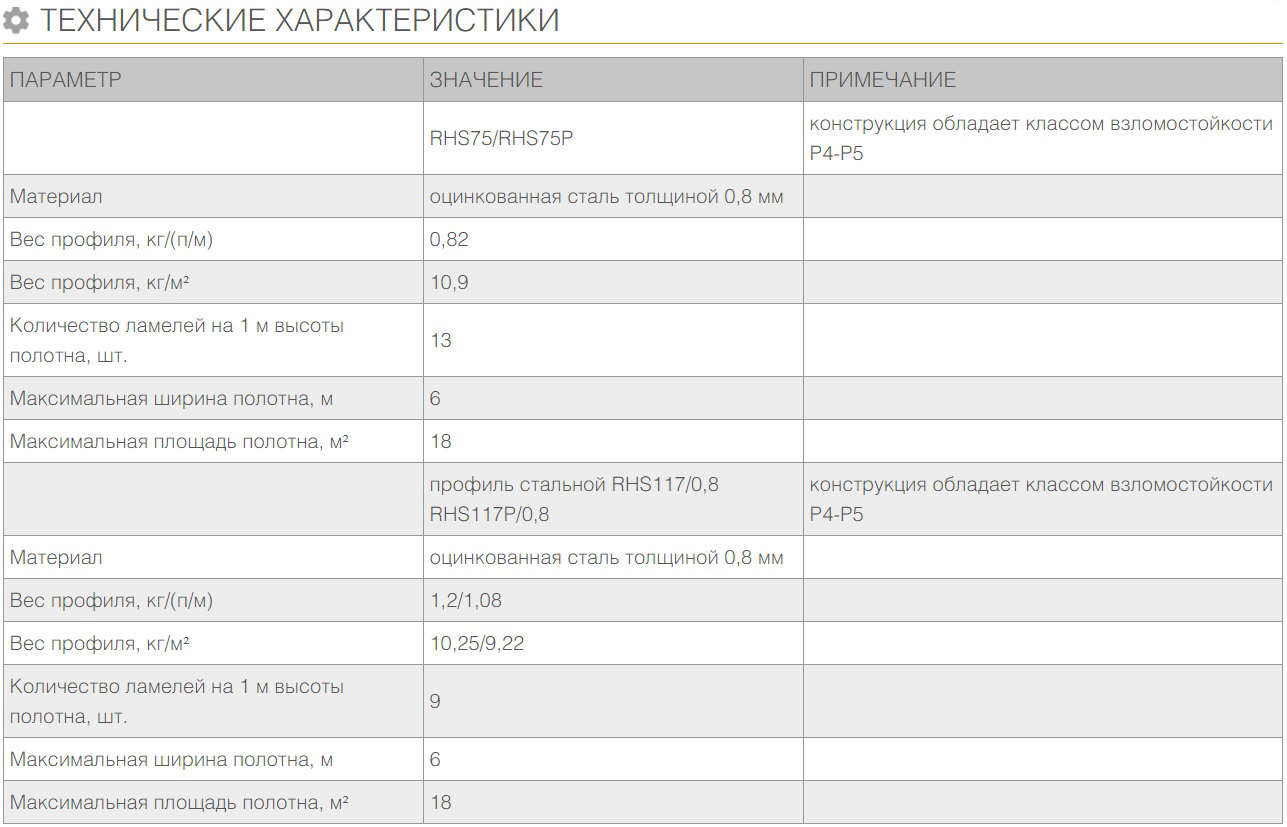 ТЕХНИЧЕСКИЕ ХАРАКТЕРИСТИКИ
ПАРАМЕТР ЗНАЧЕНИЕ ПРИМЕЧАНИЕ
RHS75/RHS75P конструкция обладает классом взломостойкости
Р4-Р5
Материал оцинкованная сталь толщиной 0,8 мм
Вес профиля, кг/(п/м) 0,82
Вес профиля, кг/м² 10,9
Количество ламелей на 1 м высоты
полотна, шт. 13
Максимальная ширина полотна, м 6
Максимальная площадь полотна, м² 18
профиль стальной RHS117/0,8 конструкция обладает классом взломостойкости
RHS117P/0,8 Р4-Р5
Материал оцинкованная сталь толщиной 0,8 мм
Вес профиля, кг/(п/м) 1,2/1,08
Вес профиля, кг/м² 10,25/9,22
Количество ламелей на 1 м высоты
полотна, шт. 9
Максимальная ширина полотна, м 6
Максимальная площадь полотна, м² 18